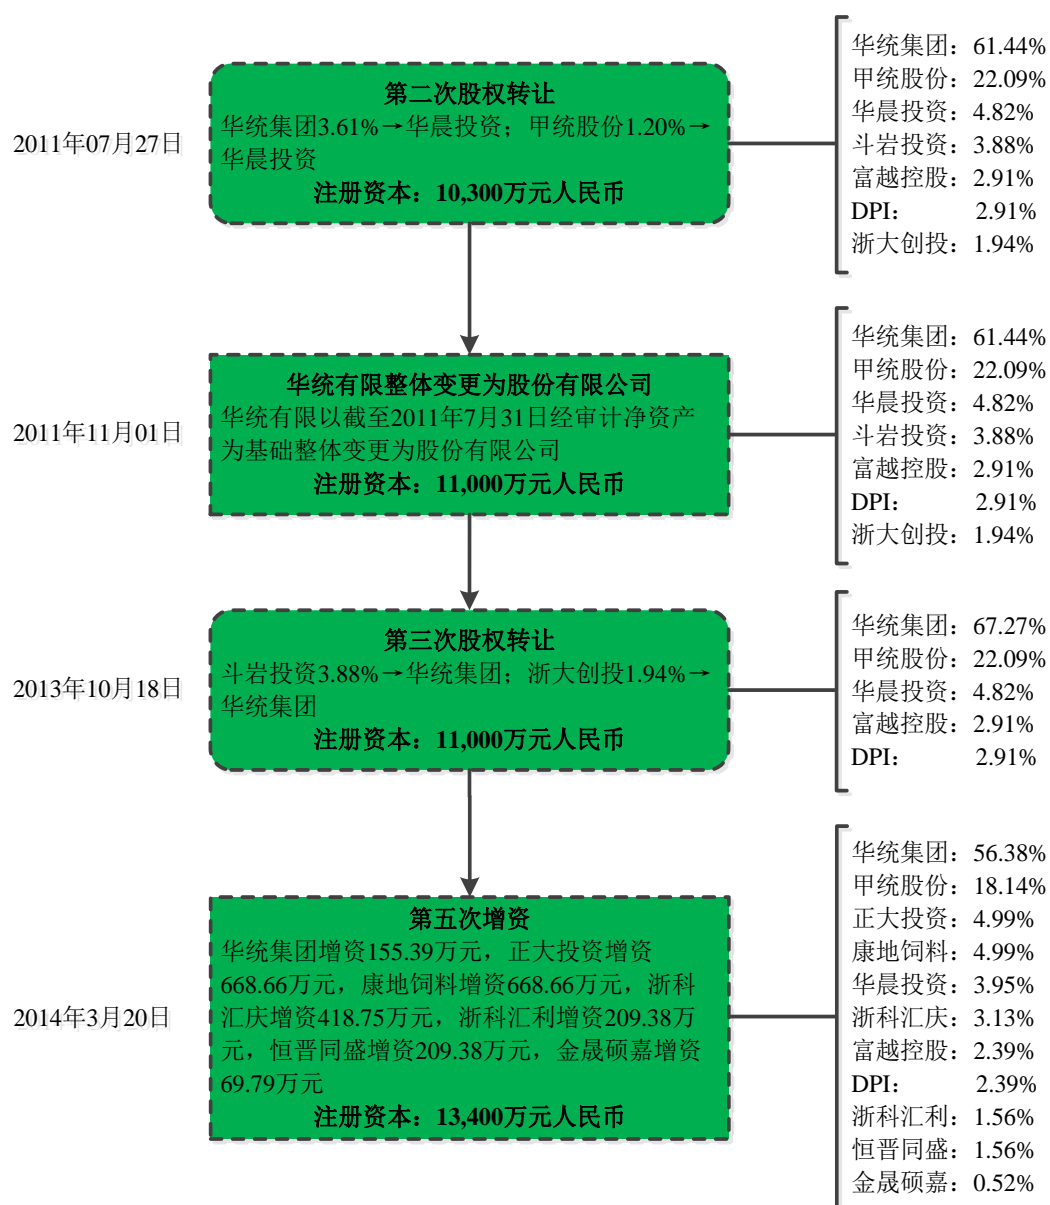 2011年07月27日
第二次股权转让
华统集团3.61%→华晨投资；甲统股份1.20%→
华晨投资
注册资本：10,300万元人民币
华统集团：61.44%
甲统股份：22.09%
华晨投资：4.82%
斗岩投资：3.88%
富越控股：2.91%
DPI： 2.91%
浙大创投：1.94%
2011年11月01日
华统有限整体变更为股份有限公司
华统有限以截至2011年7月31日经审计净资产
为基础整体变更为股份有限公司
注册资本：11,000万元人民币
华统集团：61.44%
甲统股份：22.09%
华晨投资：4.82%
斗岩投资：3.88%
富越控股：2.91%
DPI： 2.91%
浙大创投：1.94%
2013年10月18日
第三次股权转让
斗岩投资3.88%→华统集团；浙大创投1.94%→
华统集团
注册资本：11,000万元人民币
华统集团：67.27%
甲统股份：22.09%
华晨投资：4.82%
富越控股：2.91%
DPI： 2.91%
2014年3月20日
第五次增资
华统集团增资155.39万元，正大投资增资
668.66万元，康地饲料增资668.66万元，浙科
汇庆增资418.75万元，浙科汇利增资209.38万
元，恒晋同盛增资209.38万元，金晟硕嘉增资
69.79万元
注册资本：13,400万元人民币
华统集团：56.38%
甲统股份：18.14%
正大投资：4.99%
康地饲料：4.99%
华晨投资：3.95%
浙科汇庆：3.13%
富越控股：2.39%
DPI： 2.39%
浙科汇利：1.56%
恒晋同盛：1.56%
金晟硕嘉：0.52%